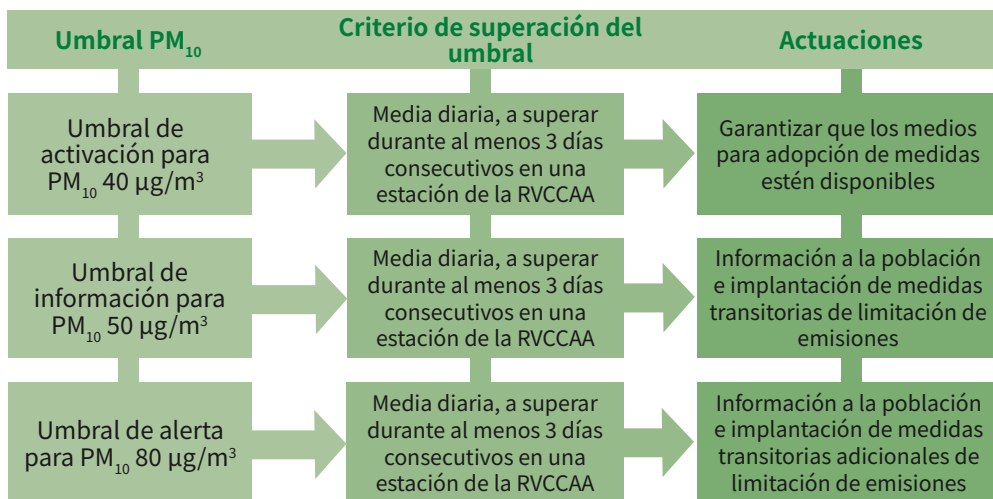 Umbral PM₁₀
Criterio de superación del
umbral
Actuaciones
Umbral de
activación para
PM₁₀ 40 µg/m³
Media diaria, a superar
durante al menos 3 días
consecutivos en una
estación de la RVCCAA
Garantizar que los medios
para adopción de medidas
estén disponibles
Umbral de
información para
PM₁₀ 50 µg/m³
Media diaria, a superar
durante al menos 3 días
consecutivos en una
estación de la RVCCAA
Información a la población
e implantación de medidas
transitorias de limitación de
emisiones
Umbral de alerta
para PM₁₀ 80 µg/m³
Media diaria, a superar
durante al menos 3 días
consecutivos en una
estación de la RVCCAA
Información a la población
e implantación de medidas
transitorias adicionales de
limitación de emisiones